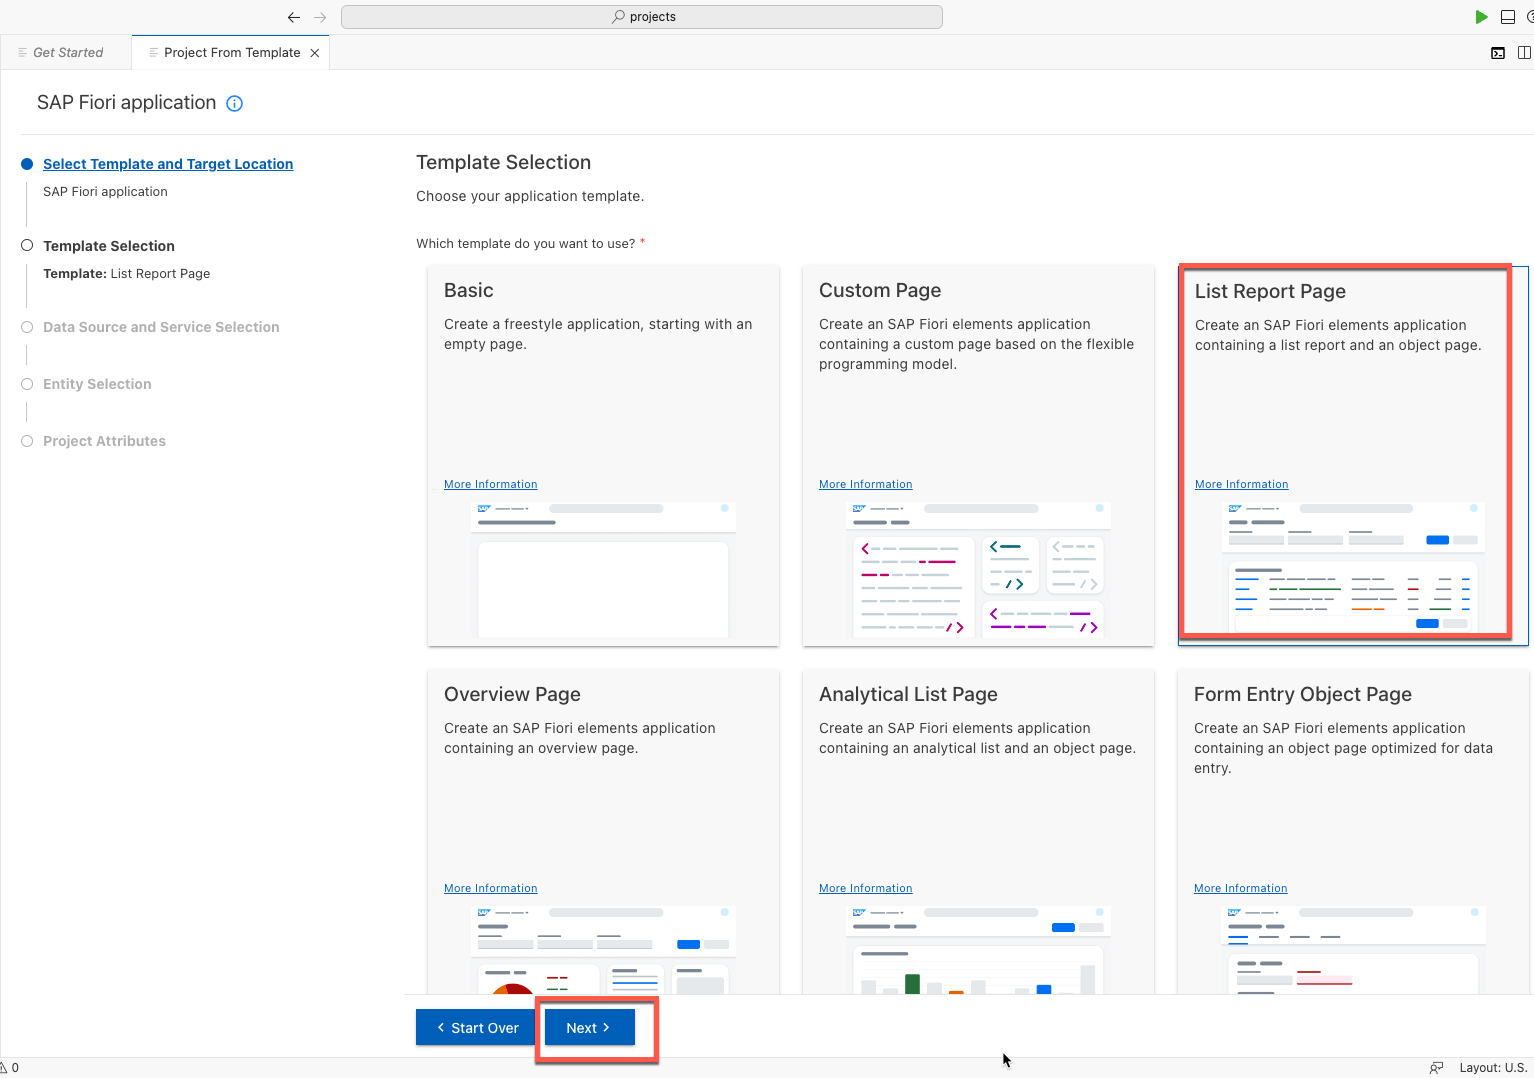 projects
Get Started
Project From Template
SAP Fiori application
Select Template and Target Location
SAP Fiori application
Template Selection
Template: List Report Page
Data Source and Service Selection
Entity Selection
Project Attributes
Template Selection
Choose your application template.
Which template do you want to use? *
Basic
Create a freestyle application, starting with an
empty page.
More Information
SAP
Custom Page
Create an SAP Fiori elements application
containing a custom page based on the flexible
programming model.
More Information
SAP
List Report Page
Create an SAP Fiori elements application
containing a list report and an object page.
More Information
SAP
Overview Page
Create an SAP Fiori elements application
containing an overview page.
More Information
SAP
Analytical List Page
Create an SAP Fiori elements application
containing an analytical list and an object page.
More Information
SAP
Form Entry Object Page
Create an SAP Fiori elements application
containing an object page optimized for data
entry.
More Information
SAP
Start Over
Next
0
Layout: U.S.